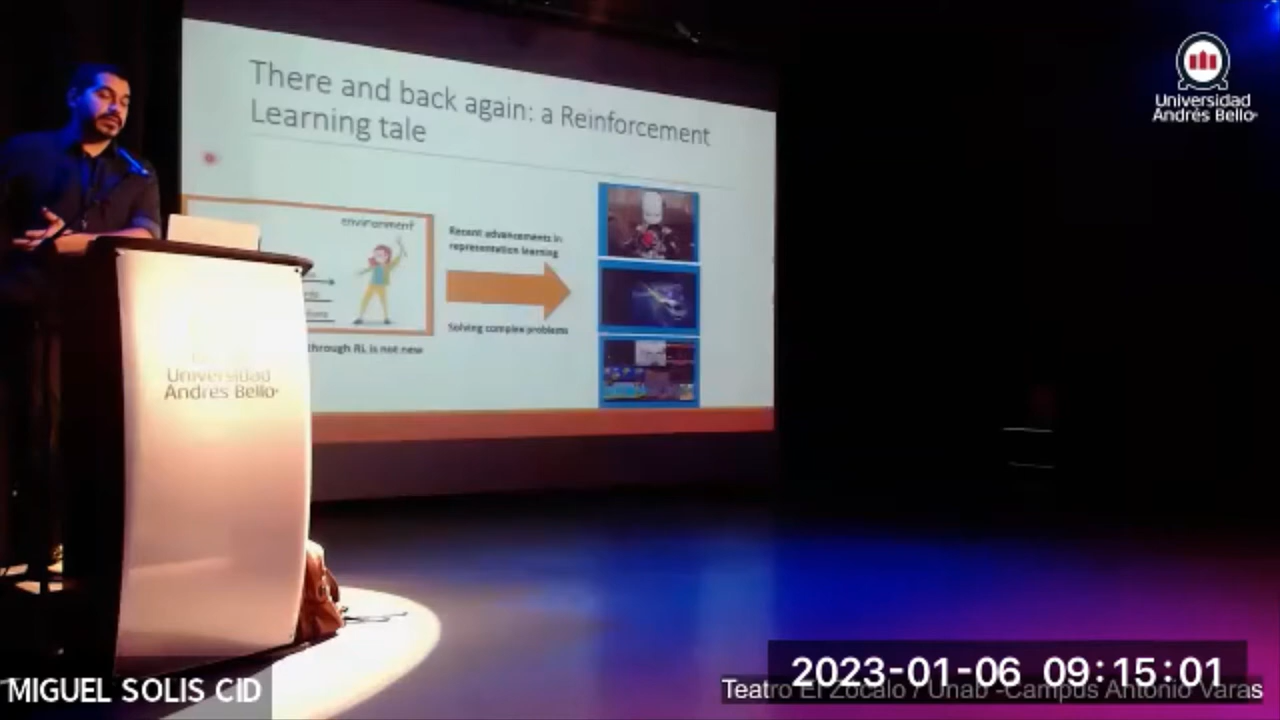 There and back again: a Reinforcement
Learning tale
environment
Recent advancements in
representation learning
Solving complex problems
through RL is not new
Universidad
Andrés Bello
Universidad
Andrés Bello
MIGUEL SOLIS CID
2023-01-06 09:15:01
Teatro El Zócalo / Unab -Campus Antonio Varas